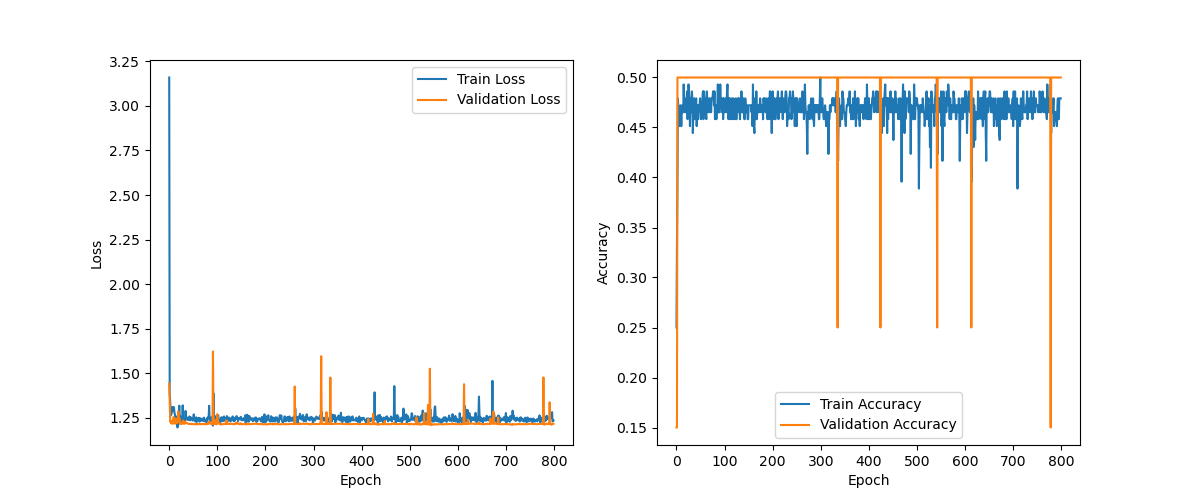 3.25
3.00
2.75
2.50
2.25
2.00
1.75
1.50
1.25
Loss
0 100 200 300 400 500 600 700 800
Epoch
Train Loss
Validation Loss
0.50
0.45
0.40
0.35
0.30
0.25
0.20
0.15
Accuracy
0 100 200 300 400 500 600 700 800
Epoch
Train Accuracy
Validation Accuracy